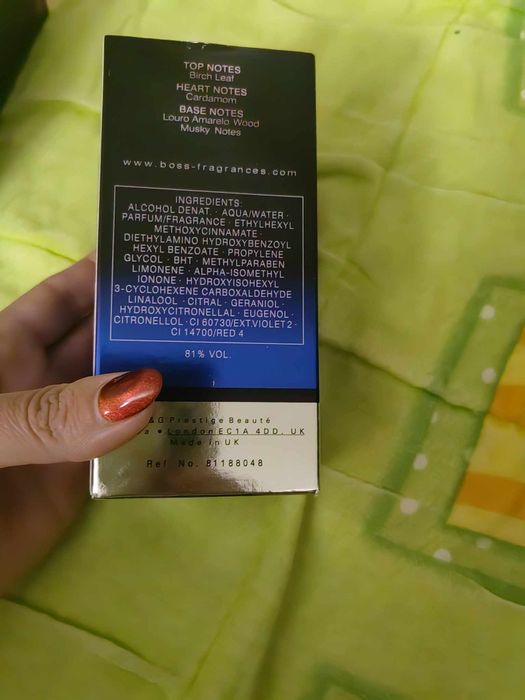 TOP NOTES
Birch Leaf
HEART NOTES
Cardamom
BASE NOTES
Louro Amarelo Wood
Musky Notes
www.boss-fragrances.com
INGREDIENTS:
ALCOHOL DENAT. · AQUA/WATER ·
PARFUM/FRAGRANCE · ETHYLHEXYL
METHOXYCINNAMATE ·
DIETHYLAMINO HYDROXYBENZOYL
HEXYL BENZOATE · PROPYLENE
GLYCOL · BHT · METHYLPARABEN
LIMONENE · ALPHA-ISOMETHYL
IONONE · HYDROXYISOHEXYL
3-CYCLOHEXENE CARBOXALDEHYDE
LINALOOL · CITRAL · GERANIOL ·
HYDROXYCITRONELLAL · EUGENOL ·
CITRONELLOL · CI 60730/EXT.VIOLET 2 ·
CI 14700/RED 4
81% VOL.
&G Prestige Beauté
• London EC1A 4DD, UK
Made in UK
Ref No. 81188048